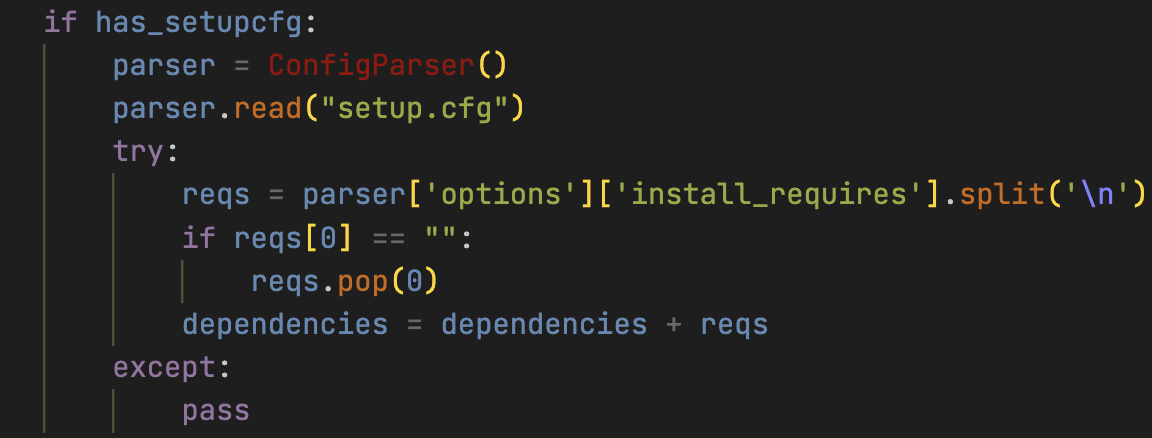 if has_setupcfg:
    parser = ConfigParser()
    parser.read("setup.cfg")
    try:
        reqs = parser['options']['install_requires'].split('\n')
        if reqs[0] == "":
            reqs.pop(0)
        dependencies = dependencies + reqs
    except:
        pass